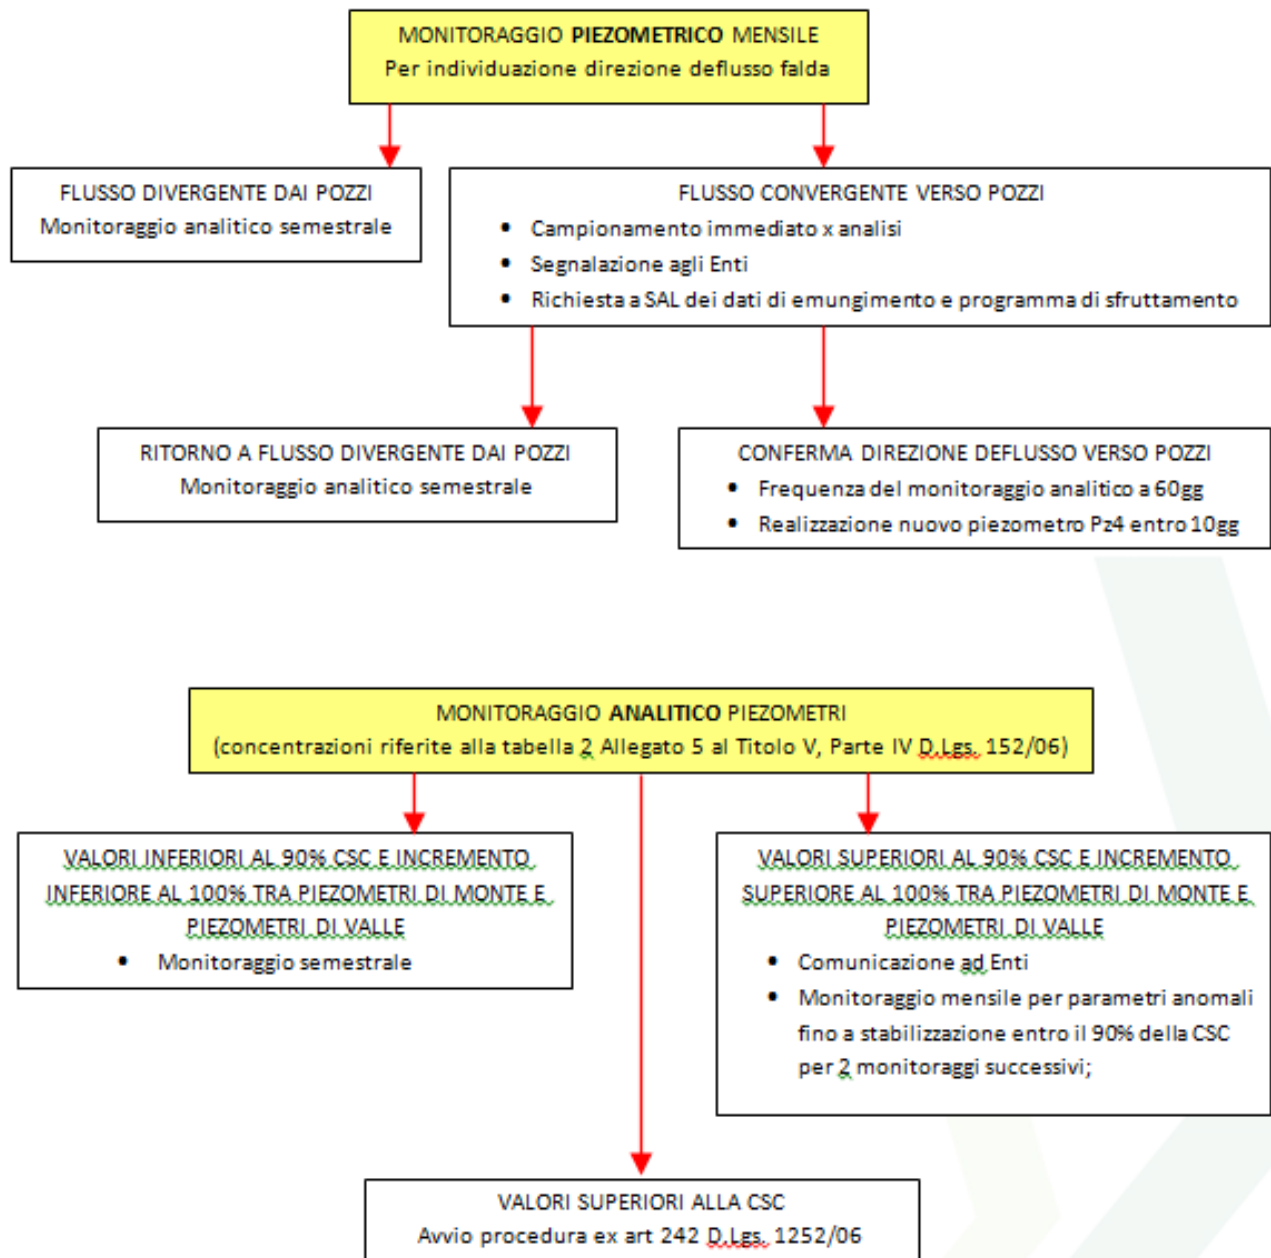 MONITORAGGIO PIEZOMETRICO MENSILE
Per individuazione direzione deflusso falda
FLUSSO DIVERGENTE DAI POZZI
Monitoraggio analitico semestrale
FLUSSO CONVERGENTE VERSO POZZI
• Campionamento immediato x analisi
• Segnalazione agli Enti
• Richiesta a SAL dei dati di emungimento e programma di sfruttamento
RITORNO A FLUSSO DIVERGENTE DAI POZZI
Monitoraggio analitico semestrale
CONFERMA DIREZIONE DEFLUSSO VERSO POZZI
• Frequenza del monitoraggio analitico a 60gg
• Realizzazione nuovo piezometro Pz4 entro 10gg
MONITORAGGIO ANALITICO PIEZOMETRI
(concentrazioni riferite alla tabella 2 Allegato 5 al Titolo V, Parte IV D.Lgs. 152/06)
VALORI INFERIORI AL 90% CSC E INCREMENTO
INFERIORE AL 100% TRA PIEZOMETRI DI MONTE E
PIEZOMETRI DI VALLE
• Monitoraggio semestrale
VALORI SUPERIORI AL 90% CSC E INCREMENTO
SUPERIORE AL 100% TRA PIEZOMETRI DI MONTE E
PIEZOMETRI DI VALLE
• Comunicazione ad Enti
• Monitoraggio mensile per parametri anomali
fino a stabilizzazione entro il 90% della CSC
per 2 monitoraggi successivi;
VALORI SUPERIORI ALLA CSC
Avvio procedura ex art 242 D.Lgs. 1252/06